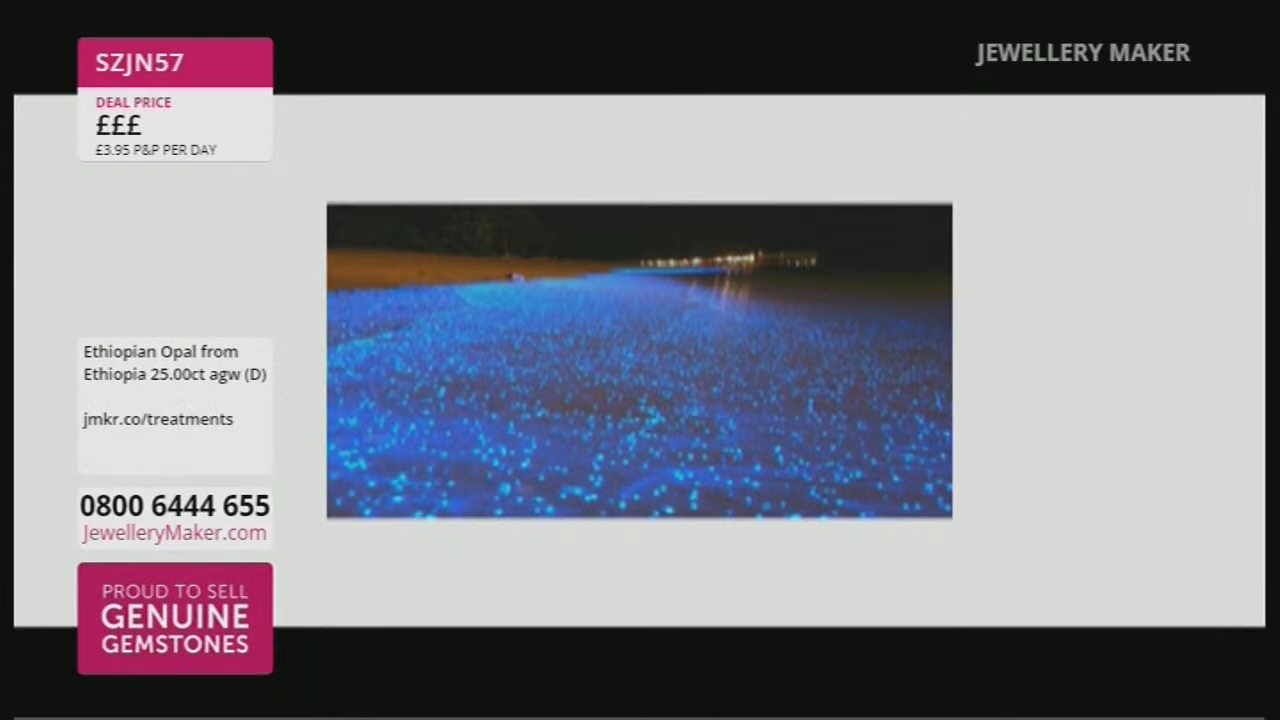 SZJN57
JEWELLERY MAKER
DEAL PRICE
£££
£3.95 P&P PER DAY
Ethiopian Opal from
Ethiopia 25.00ct agw (D)
jmkr.co/treatments
0800 6444 655
JewelleryMaker.com
PROUD TO SELL
GENUINE
GEMSTONES